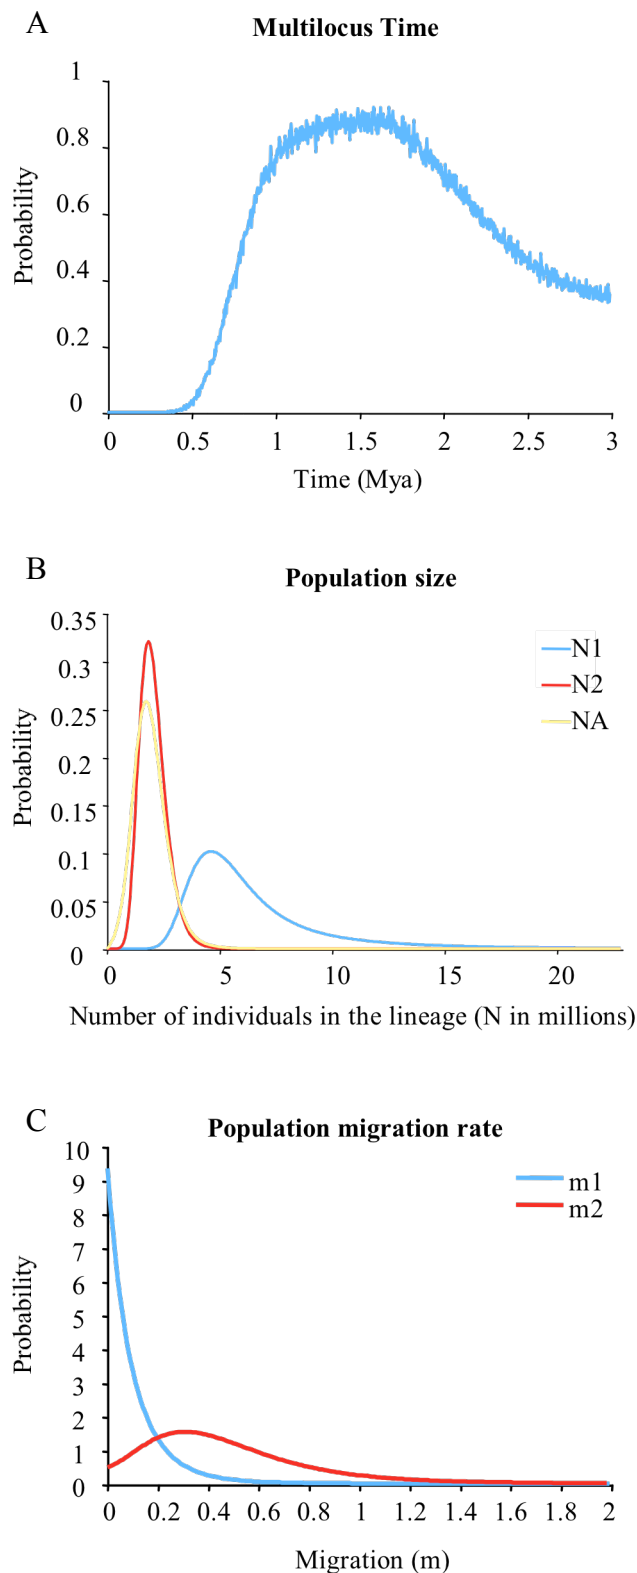 A
Multilocus Time
1
0.8
0.6
0.4
0.2
0
Probability
0 0.5 1 1.5 2 2.5 3
Time (Mya)
B
Population size
0.35
0.3
0.25
0.2
0.15
0.1
0.05
0
Probability
N1
N2
NA
0 5 10 15 20
Number of individuals in the lineage (N in millions)
C
Population migration rate
10
9
8
7
6
5
4
3
2
1
0
Probability
m1
m2
0 0.2 0.4 0.6 0.8 1 1.2 1.4 1.6 1.8 2
Migration (m)